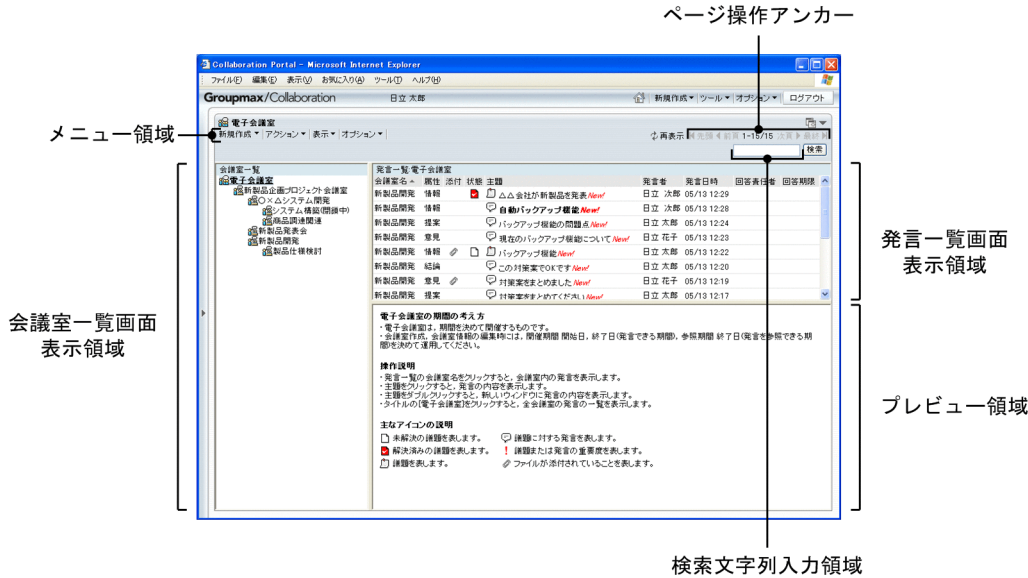 ページ操作アンカー
Collaboration Portal - Microsoft Internet Explorer
ファイル(F) 編集(E) 表示(V) お気に入り(A) ツール(T) ヘルプ(H)
Groupmax/Collaboration 日立 太郎 新規作成 ツール オプション ログアウト
電子会議室
メニュー領域
新規作成 アクション 表示 オプション 再表示 先頭 前頁 1-15/15 次頁 最終
検索
会議室一覧
電子会議室
新製品企画プロジェクト会議室
○×△システム開発
システム構築(閉鎖中)
商品調達関連
新製品発表会
新製品開発
製品仕様検討
発言一覧:電子会議室
会議室名 属性 添付 状態 主題 発言者 発言日時 回答責任者 回答期限
新製品開発 情報 △△会社が新製品を発表 New! 日立 次郎 05/13 12:29
新製品開発 情報 自動バックアップ機能 New! 日立 次郎 05/13 12:28
新製品開発 提案 バックアップ機能の問題点 New! 日立 太郎 05/13 12:24
新製品開発 意見 現在のバックアップ機能について New! 日立 花子 05/13 12:23
新製品開発 情報 バックアップ機能 New! 日立 太郎 05/13 12:22
新製品開発 結論 この対策案でOKです New! 日立 太郎 05/13 12:20
新製品開発 意見 対策案をまとめました New! 日立 花子 05/13 12:19
新製品開発 提案 対策案をまとめてください New! 日立 太郎 05/13 12:17
発言一覧画面
表示領域
会議室一覧画面
表示領域
電子会議室の期間の考え方
・電子会議室は，期間を決めて開催するものです。
・会議室作成，会議室情報の編集時には，開催期間 開始日，終了日(発言できる期間)，参照期間 終了日(発言を参照できる期
間)を決めて運用してください。
操作説明
・発言一覧の会議室名をクリックすると，会議室内の発言を表示します。
・主題をクリックすると，発言の内容を表示します。
・主題をダブルクリックすると，新しいウィンドウに発言の内容を表示します。
・タイトルの[電子会議室]をクリックすると，全会議室の発言の一覧を表示します。
主なアイコンの説明
未解決の議題を表します。 議題に対する発言を表します。
解決済みの議題を表します。 ! 議題または発言の重要度を表します。
議題を表します。 ファイルが添付されていることを表します。
プレビュー領域
検索文字列入力領域